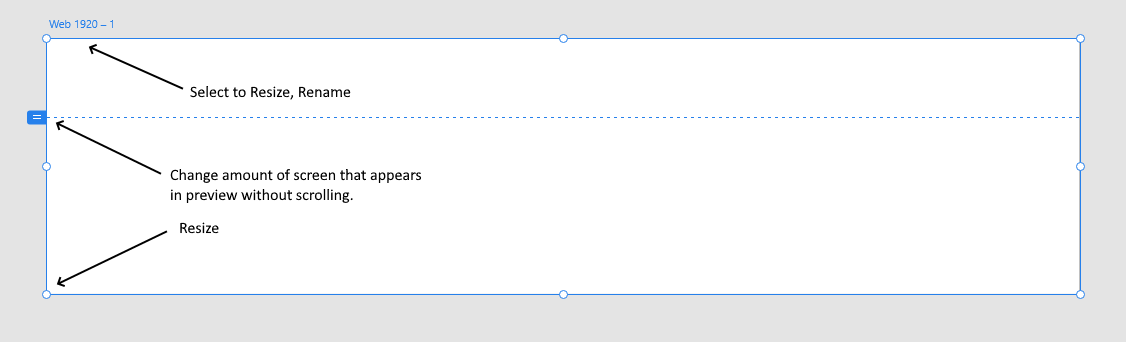 Web 1920 – 1
Select to Resize, Rename
Change amount of screen that appears
in preview without scrolling.
Resize